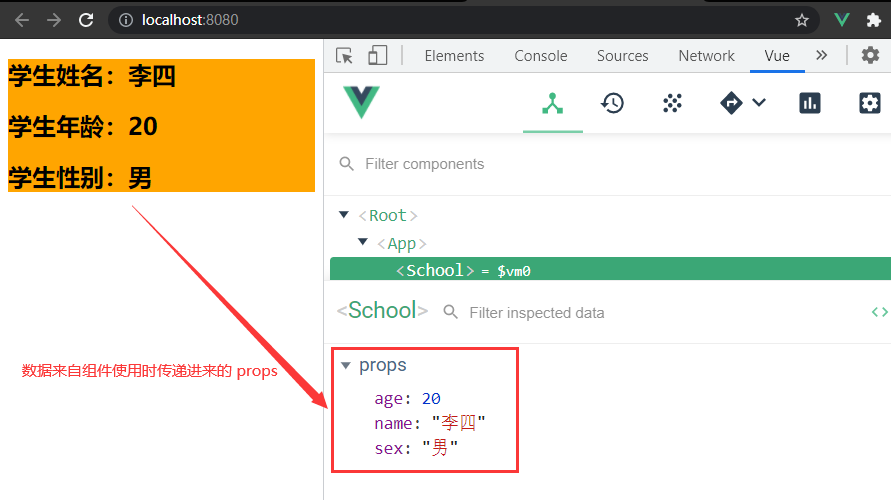 localhost:8080
Elements Console Sources Network Vue
学生姓名：李四
学生年龄：20
学生性别：男
Filter components
<Root>
<App>
<School> = $vm0
<School> Filter inspected data
props
age: 20
name: "李四"
sex: "男"
数据来自组件使用时传递进来的 props